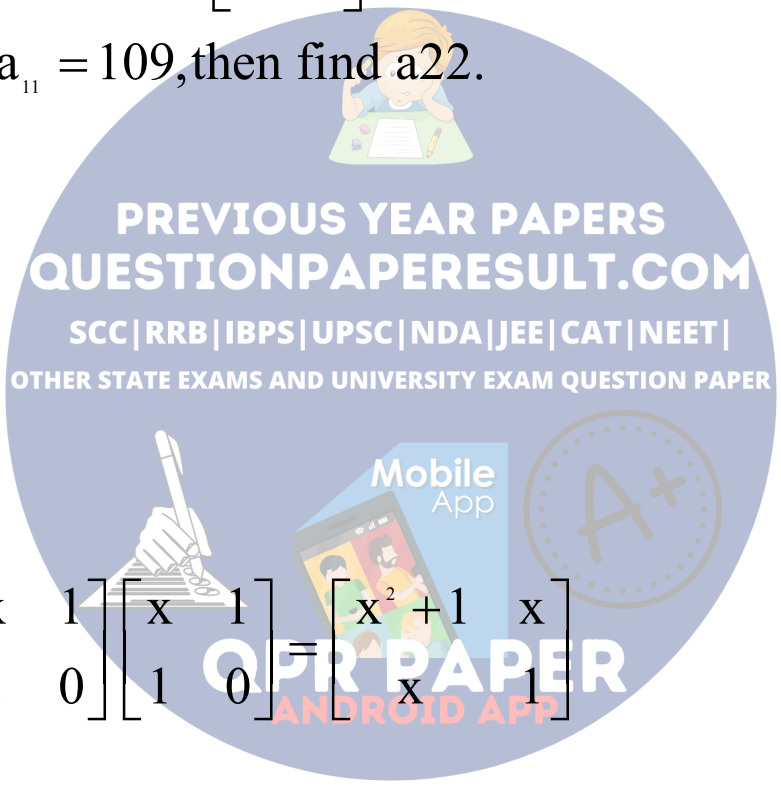 a₁₁ = 109, then find a22.
PREVIOUS YEAR PAPERS
QUESTIONPAPERESULT.COM
SCC|RRB|IBPS|UPSC|NDA|JEE|CAT|NEET|
OTHER STATE EXAMS AND UNIVERSITY EXAM QUESTION PAPER
Mobile
App
A+
1] [x 1] = [x² + 1 x]
0] [1 0] [x 1]
QPR PAPER
ANDROID APP